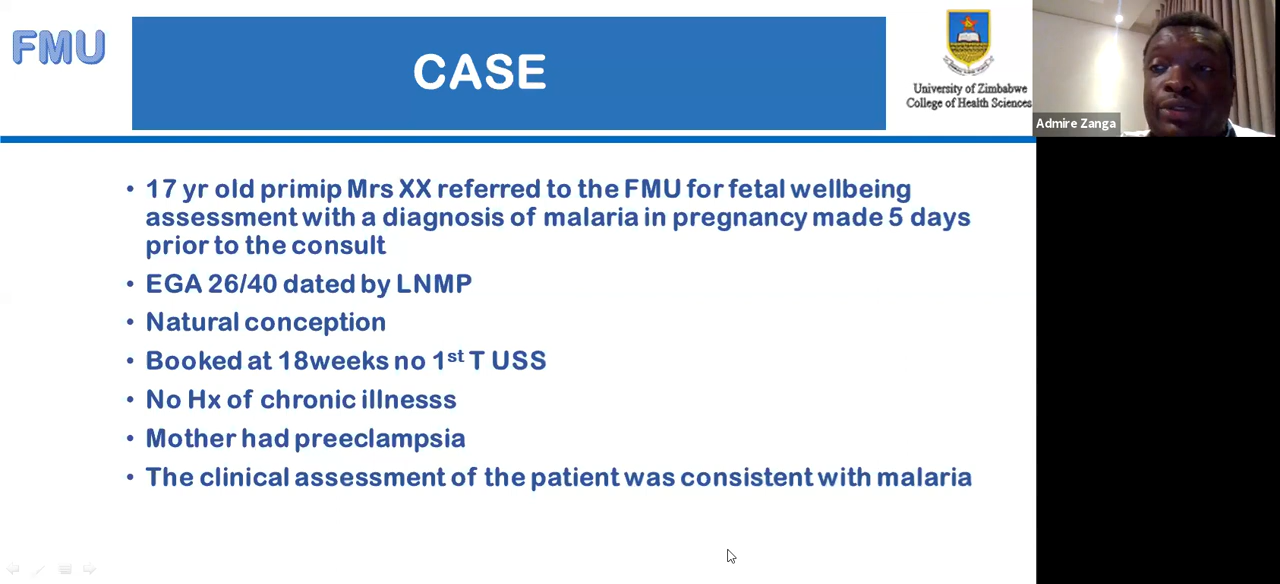 FMU
CASE
University of Zimbabwe
College of Health Sciences
Admire Zanga
• 17 yr old primip Mrs XX referred to the FMU for fetal wellbeing
assessment with a diagnosis of malaria in pregnancy made 5 days
prior to the consult
• EGA 26/40 dated by LNMP
• Natural conception
• Booked at 18weeks no 1st T USS
• No Hx of chronic illnesss
• Mother had preeclampsia
• The clinical assessment of the patient was consistent with malaria